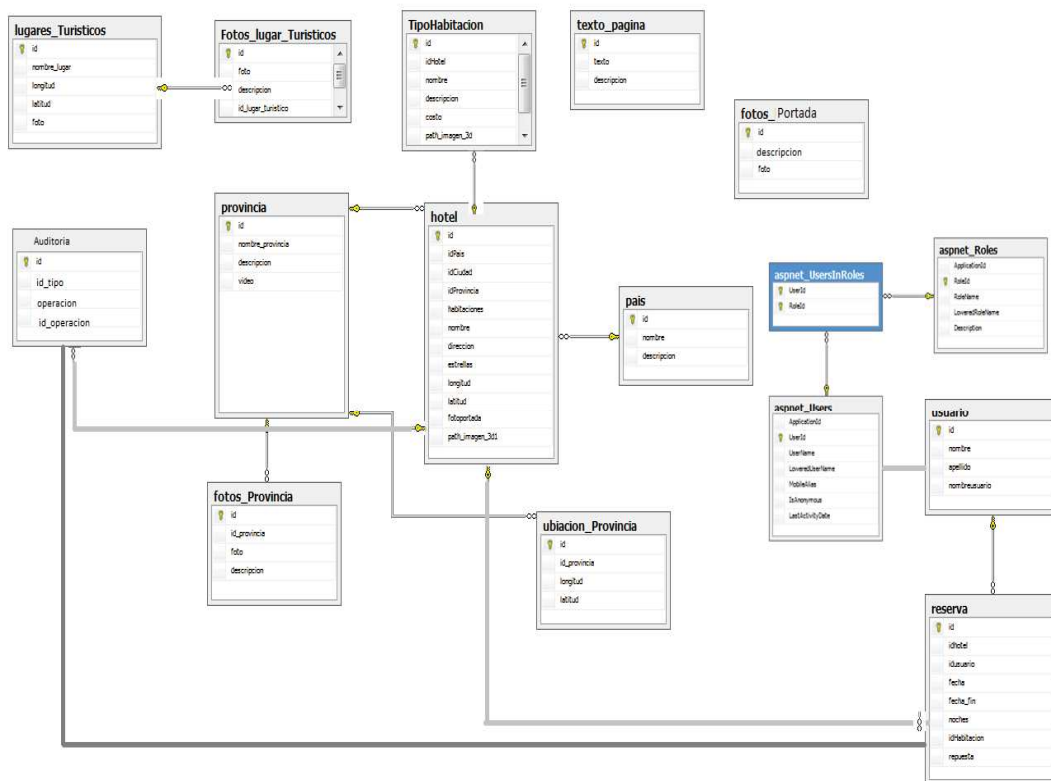 lugares_Turisticos
id
nombre_lugar
longitud
latitud
foto
Fotos_lugar_Turisticos
id
foto
descripcion
id_lugar_turistico
TipoHabitacion
id
idHotel
nombre
descripcion
costo
path_imagen_3d
texto_pagina
id
texto
descripcion
fotos_ Portada
id
descripcion
foto
Auditoria
id
id_tipo
operacion
id_operacion
provincia
id
nombre_provincia
descripcion
video
hotel
id
idPais
idCiudad
idProvincia
habitaciones
nombre
direccion
estrellas
longitud
latitud
fotoportada
path_imagen_3d1
pais
id
nombre
descripcion
aspnet_UsersInRoles
UserId
RoleId
aspnet_Roles
ApplicationId
RoleId
RoleName
LoweredRoleName
Description
aspnet_Users
ApplicationId
UserId
UserName
LoweredUserName
MobileAlias
IsAnonymous
LastActivityDate
usuario
id
nombre
apellido
nombreusuario
fotos_Provincia
id
id_provincia
foto
descripcion
ubiacion_Provincia
id
id_provincia
longitud
latitud
reserva
id
idhotel
idusuario
fecha
fecha_fin
noches
idHabitacion
repuesta